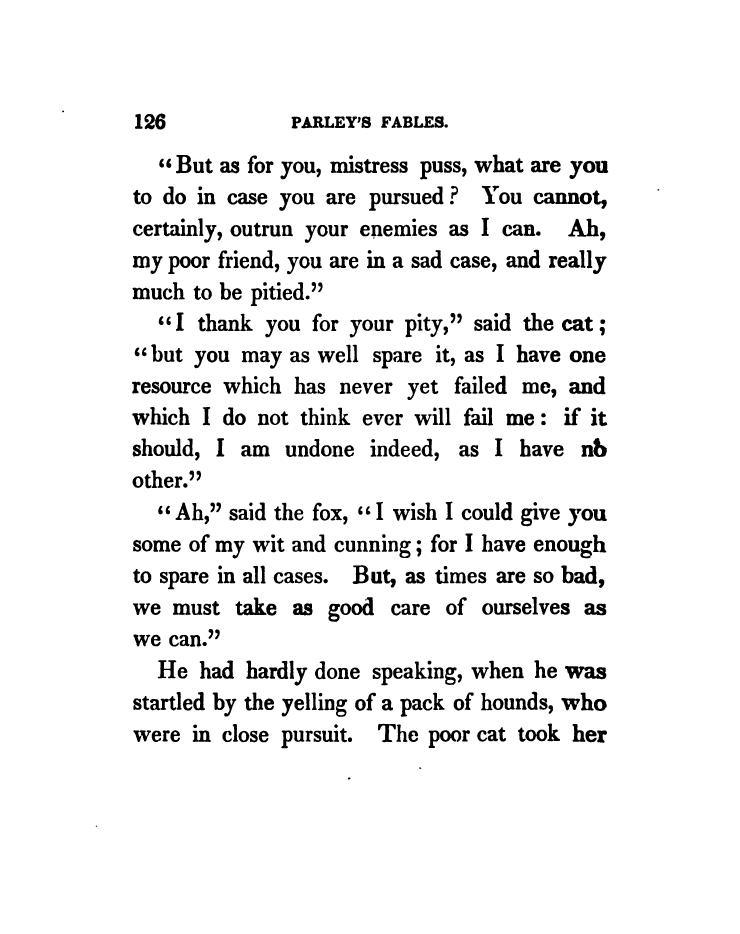 126 PARLEY'S FABLES.
“But as for you, mistress puss, what are you
to do in case you are pursued? You cannot,
certainly, outrun your enemies as I can. Ah,
my poor friend, you are in a sad case, and really
much to be pitied.”
“I thank you for your pity,” said the cat;
“but you may as well spare it, as I have one
resource which has never yet failed me, and
which I do not think ever will fail me: if it
should, I am undone indeed, as I have no
other.”
“Ah,” said the fox, “I wish I could give you
some of my wit and cunning; for I have enough
to spare in all cases. But, as times are so bad,
we must take as good care of ourselves as
we can.”
He had hardly done speaking, when he was
startled by the yelling of a pack of hounds, who
were in close pursuit. The poor cat took her